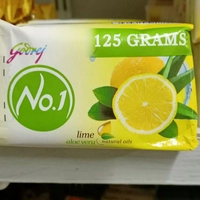 Godrej
125 GRAMS
No.1
lime
natural oils